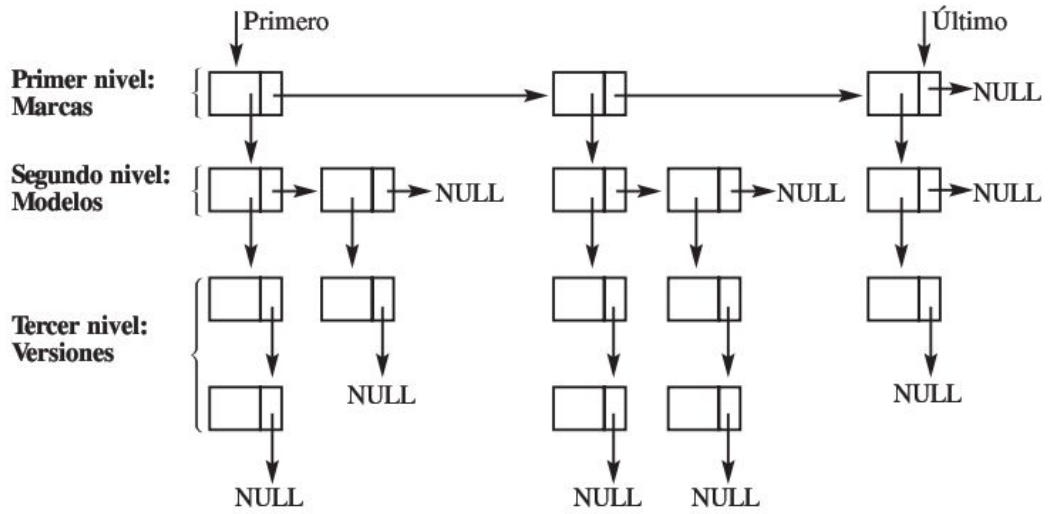 Primero
Último
Primer nivel:
Marcas
NULL
Segundo nivel:
Modelos
NULL
NULL
NULL
Tercer nivel:
Versiones
NULL
NULL
NULL
NULL
NULL